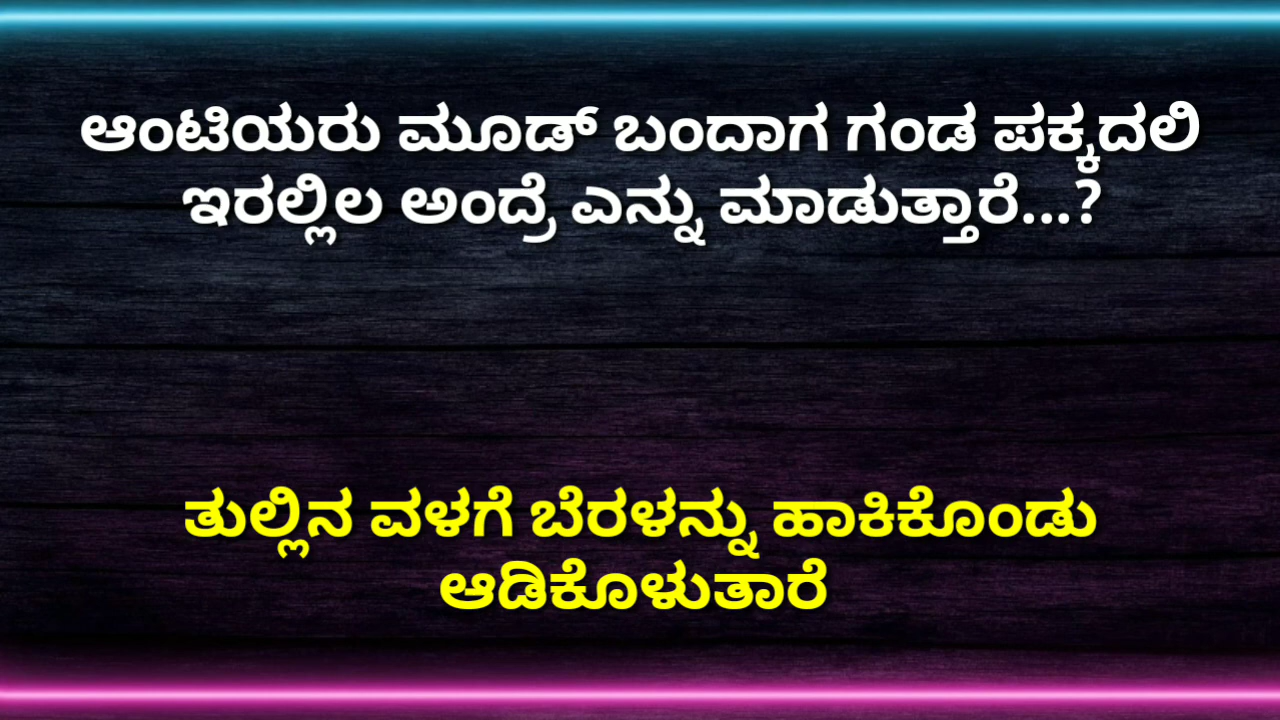 ಆಂಟಿಯರು ಮೂಡ್ ಬಂದಾಗ ಗಂಡ ಪಕ್ಕದಲಿ
ಇರಲ್ಲಿಲ ಅಂದ್ರೆ ಎನ್ನು ಮಾಡುತ್ತಾರೆ...?
ತುಲ್ಲಿನ ವಳಗೆ ಬೆರಳನ್ನು ಹಾಕಿಕೊಂಡು
ಆಡಿಕೊಳುತಾರೆ